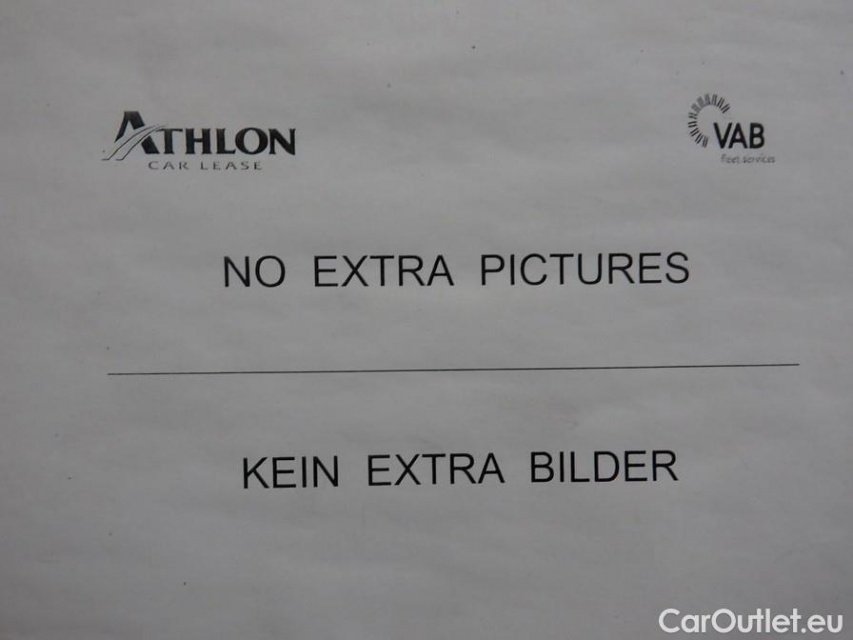 ATHLON
CAR LEASE
VAB
fleet services
NO EXTRA PICTURES
KEIN EXTRA BILDER
CarOutlet.eu